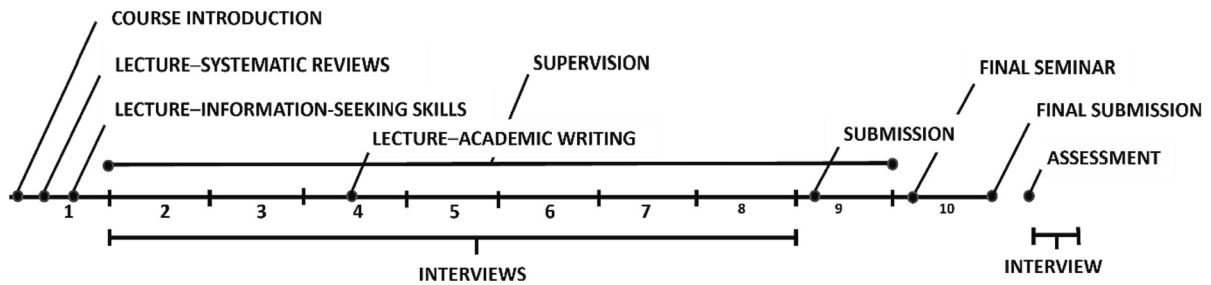 COURSE INTRODUCTION
LECTURE–SYSTEMATIC REVIEWS
SUPERVISION
FINAL SEMINAR
LECTURE–INFORMATION-SEEKING SKILLS
FINAL SUBMISSION
LECTURE–ACADEMIC WRITING
SUBMISSION
ASSESSMENT
1 2 3 4 5 6 7 8 9 10
INTERVIEWS
INTERVIEW